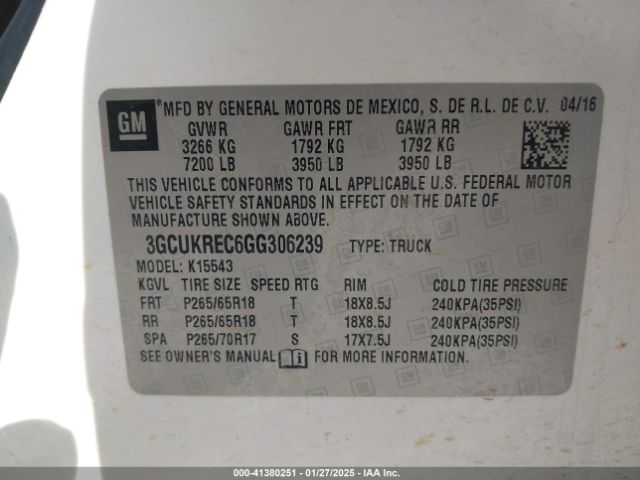 GM
®MFD BY GENERAL MOTORS DE MEXICO, S. DE R.L. DE C.V. 04/16
GVWR GAWR FRT GAWR RR
3266 KG 1792 KG 1792 KG
7200 LB 3950 LB 3950 LB
THIS VEHICLE CONFORMS TO ALL APPLICABLE U.S. FEDERAL MOTOR
VEHICLE SAFETY STANDARDS IN EFFECT ON THE DATE OF
MANUFACTURE SHOWN ABOVE.
3GCUKREC6GG306239 TYPE: TRUCK
MODEL: K15543
KGVL TIRE SIZE SPEED RTG RIM COLD TIRE PRESSURE
FRT P265/65R18 T 18X8.5J 240KPA(35PSI)
RR P265/65R18 T 18X8.5J 240KPA(35PSI)
SPA P265/70R17 S 17X7.5J 240KPA(35PSI)
SEE OWNER'S MANUAL FOR MORE INFORMATION.
000-41380251 | 01/27/2025 - IAA, Inc.